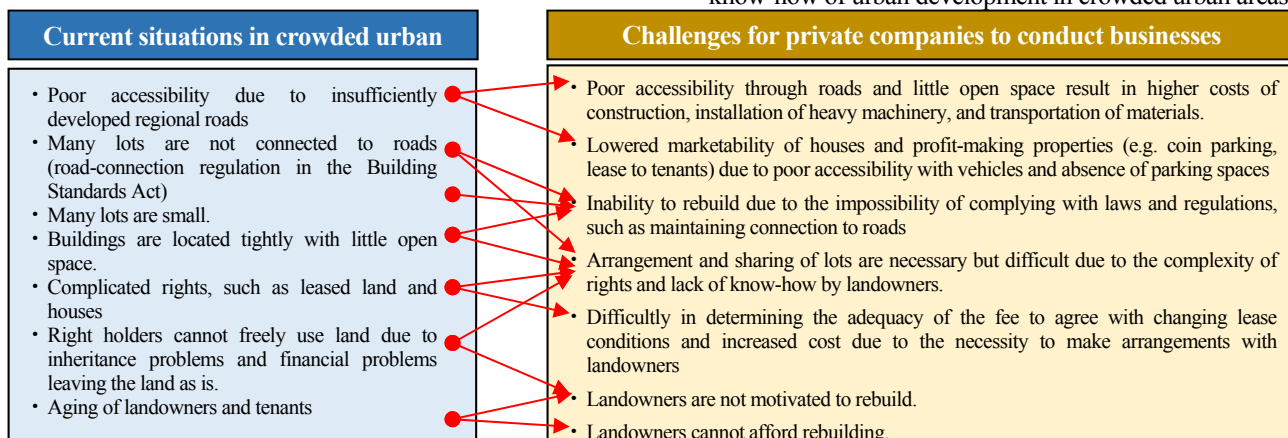 know-how of urban development in crowded urban areas
Current situations in crowded urban
・Poor accessibility due to insufficiently
developed regional roads
・Many lots are not connected to roads
(road-connection regulation in the Building
Standards Act)
・Many lots are small.
・Buildings are located tightly with little open
space.
・Complicated rights, such as leased land and
houses
・Right holders cannot freely use land due to
inheritance problems and financial problems
leaving the land as is.
・Aging of landowners and tenants
Challenges for private companies to conduct businesses
・Poor accessibility through roads and little open space result in higher costs of
construction, installation of heavy machinery, and transportation of materials.
・Lowered marketability of houses and profit-making properties (e.g. coin parking,
lease to tenants) due to poor accessibility with vehicles and absence of parking spaces
・Inability to rebuild due to the impossibility of complying with laws and regulations,
such as maintaining connection to roads
・Arrangement and sharing of lots are necessary but difficult due to the complexity of
rights and lack of know-how by landowners.
・Difficultly in determining the adequacy of the fee to agree with changing lease
conditions and increased cost due to the necessity to make arrangements with
landowners
・Landowners are not motivated to rebuild.
・Landowners cannot afford rebuilding.